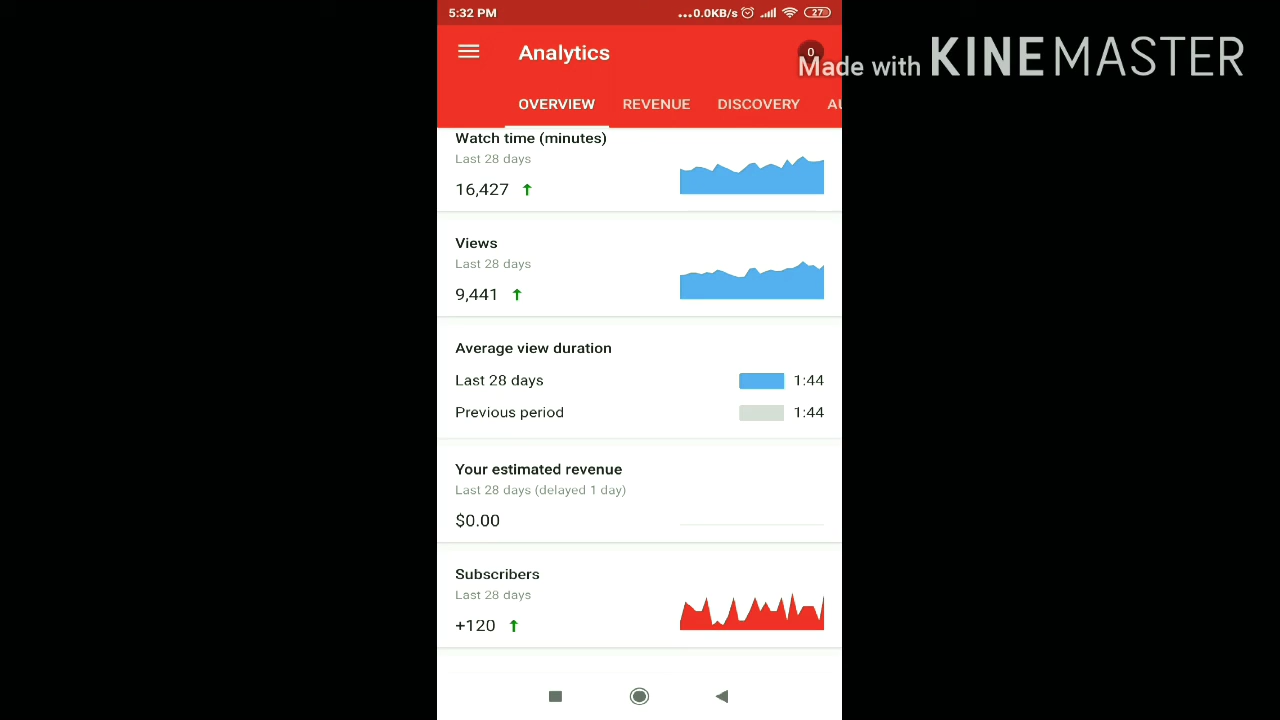 5:32 PM ...0.0KB/s 27
Analytics
0
Made with KINEMASTER
OVERVIEW REVENUE DISCOVERY AU
Watch time (minutes)
Last 28 days
16,427
Views
Last 28 days
9,441
Average view duration
Last 28 days 1:44
Previous period 1:44
Your estimated revenue
Last 28 days (delayed 1 day)
$0.00
Subscribers
Last 28 days
+120